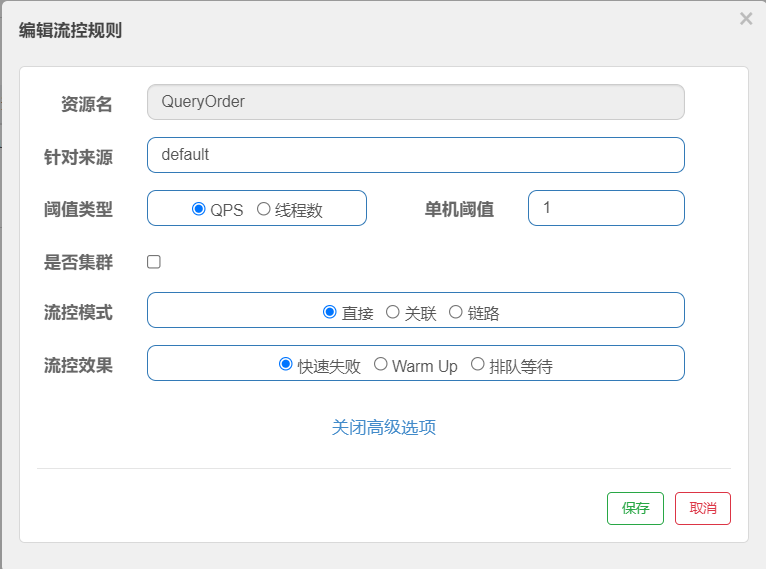 编辑流控规则 ×
资源名 QueryOrder
针对来源 default
阈值类型 QPS 线程数 单机阈值 1
是否集群
流控模式 直接 关联 链路
流控效果 快速失败 Warm Up 排队等待
关闭高级选项
保存 取消